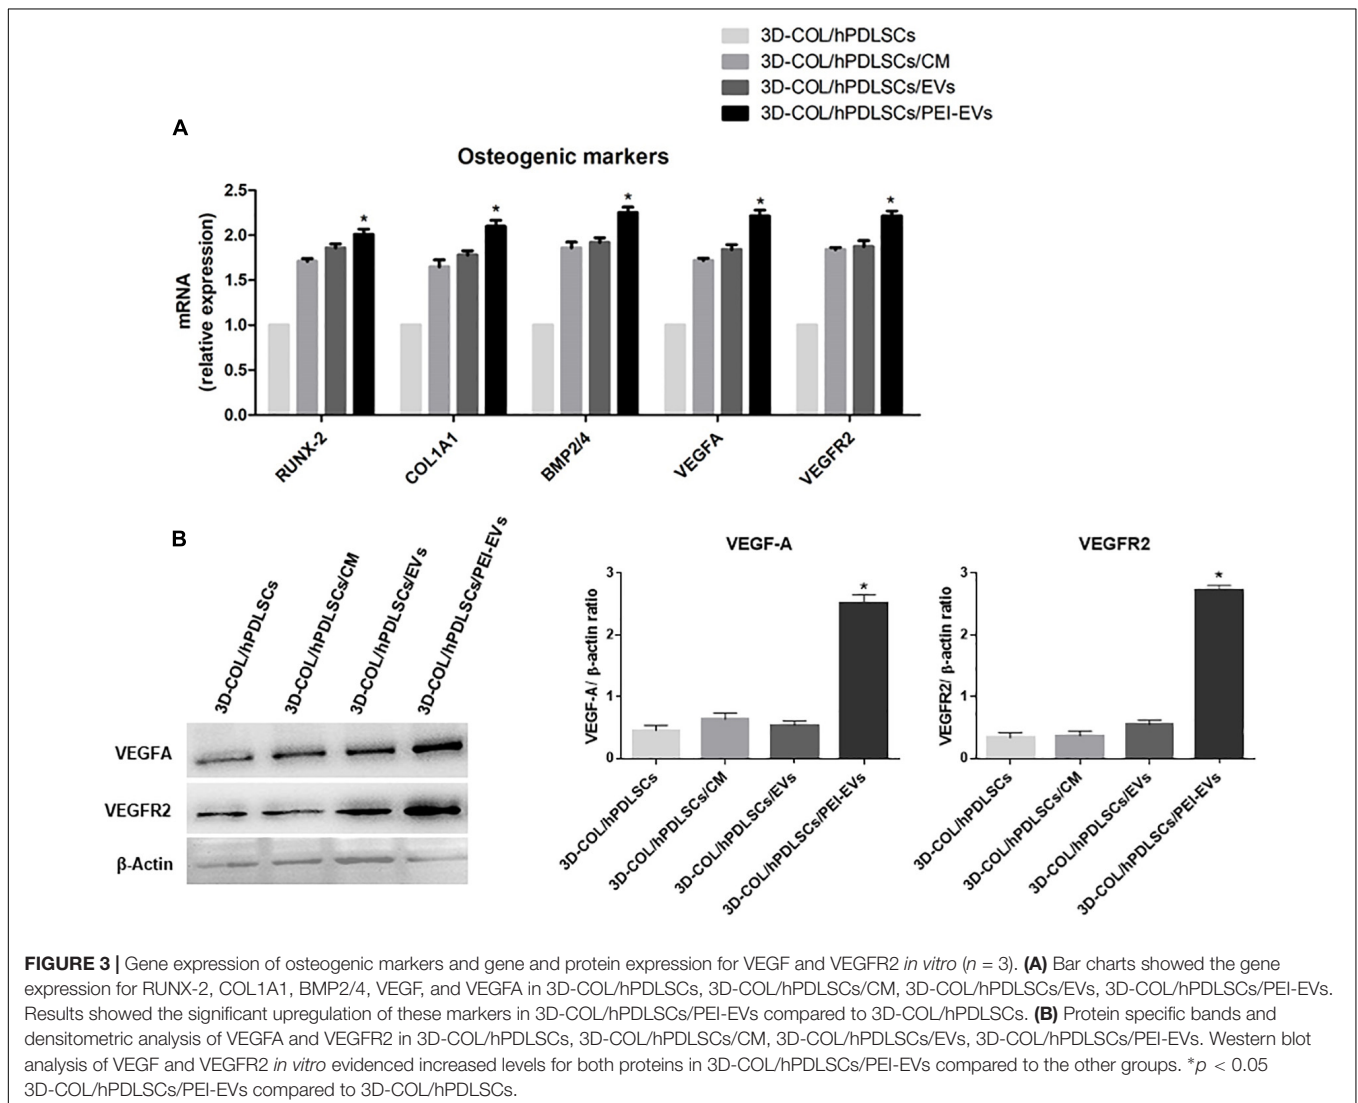 3D-COL/hPDLSCs
3D-COL/hPDLSCs/CM
3D-COL/hPDLSCs/EVs
3D-COL/hPDLSCs/PEI-EVs
A
Osteogenic markers
mRNA
(relative expression)
2.5
2.0
1.5
1.0
0.5
0.0
* * * * *
RUNX-2
COL1A1
BMP2/4
VEGFA
VEGFR2
B
3D-COL/hPDLSCs
3D-COL/hPDLSCs/CM
3D-COL/hPDLSCs/EVs
3D-COL/hPDLSCs/PEI-EVs
VEGFA
VEGFR2
β-Actin
VEGF-A
VEGF-A/ β-actin ratio
3
2
1
0
*
3D-COL/hPDLSCs
3D-COL/hPDLSCs/CM
3D-COL/hPDLSCs/EVs
3D-COL/hPDLSCs/PEI-EVs
VEGFR2
VEGFR2/ β-actin ratio
3
2
1
0
*
3D-COL/hPDLSCs
3D-COL/hPDLSCs/CM
3D-COL/hPDLSCs/EVs
3D-COL/hPDLSCs/PEI-EVs
FIGURE 3 | Gene expression of osteogenic markers and gene and protein expression for VEGF and VEGFR2 in vitro (n = 3). (A) Bar charts showed the gene
expression for RUNX-2, COL1A1, BMP2/4, VEGF, and VEGFA in 3D-COL/hPDLSCs, 3D-COL/hPDLSCs/CM, 3D-COL/hPDLSCs/EVs, 3D-COL/hPDLSCs/PEI-EVs.
Results showed the significant upregulation of these markers in 3D-COL/hPDLSCs/PEI-EVs compared to 3D-COL/hPDLSCs. (B) Protein specific bands and
densitometric analysis of VEGFA and VEGFR2 in 3D-COL/hPDLSCs, 3D-COL/hPDLSCs/CM, 3D-COL/hPDLSCs/EVs, 3D-COL/hPDLSCs/PEI-EVs. Western blot
analysis of VEGF and VEGFR2 in vitro evidenced increased levels for both proteins in 3D-COL/hPDLSCs/PEI-EVs compared to the other groups. *p < 0.05
3D-COL/hPDLSCs/PEI-EVs compared to 3D-COL/hPDLSCs.